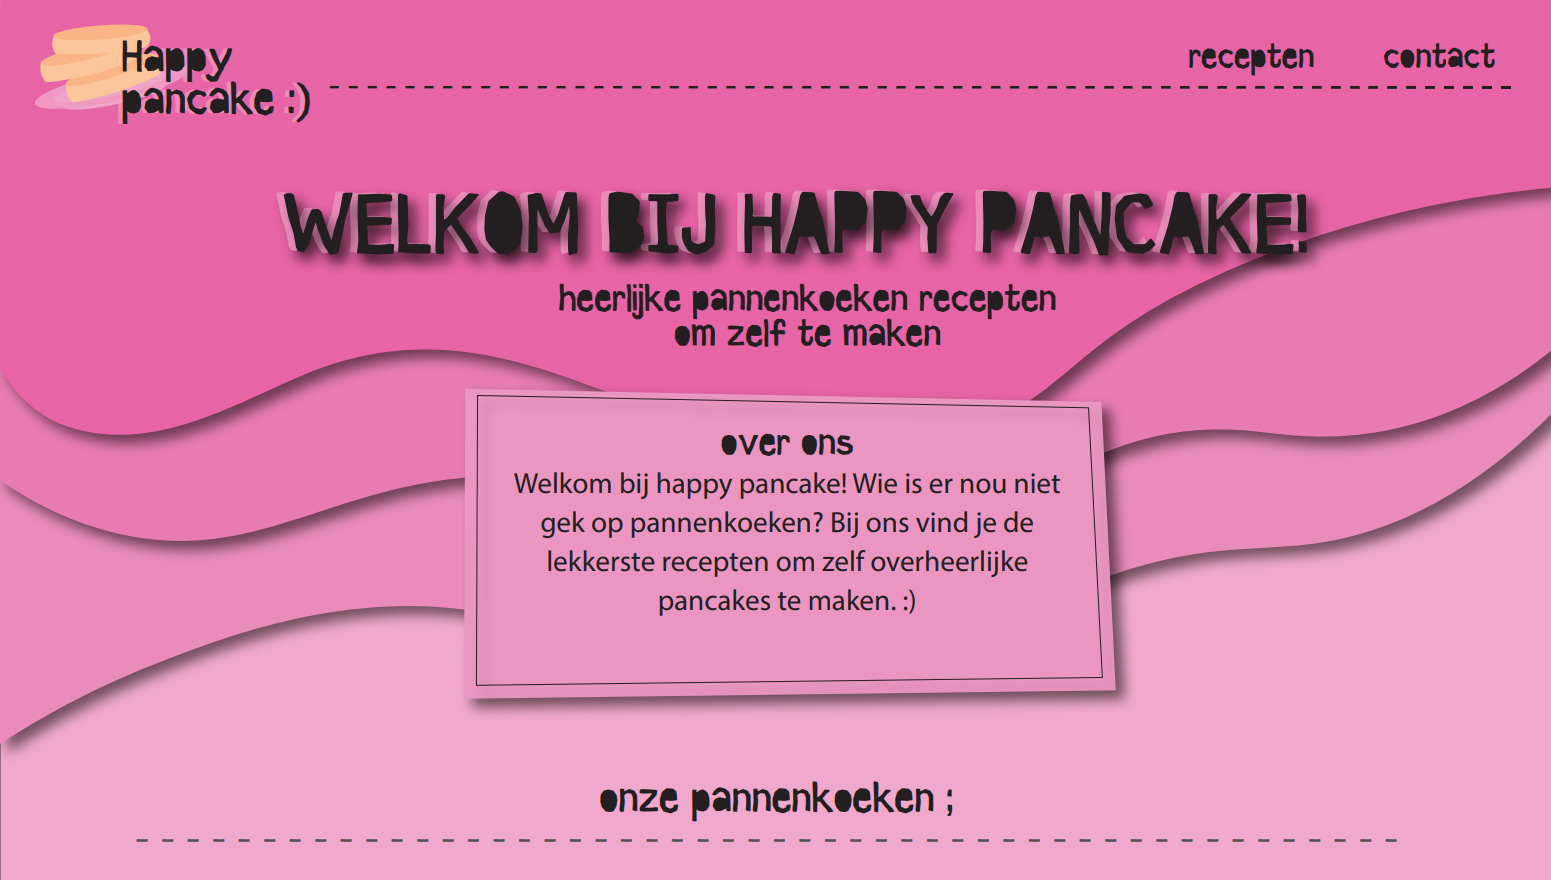 Happy
pancake :)
recepten
contact
WELKOM BIJ HAPPY PANCAKE!
heerlijke pannenkoeken recepten
om zelf te maken
over ons
Welkom bij happy pancake! Wie is er nou niet
gek op pannenkoeken? Bij ons vind je de
lekkerste recepten om zelf overheerlijke
pancakes te maken. :)
onze pannenkoeken ;